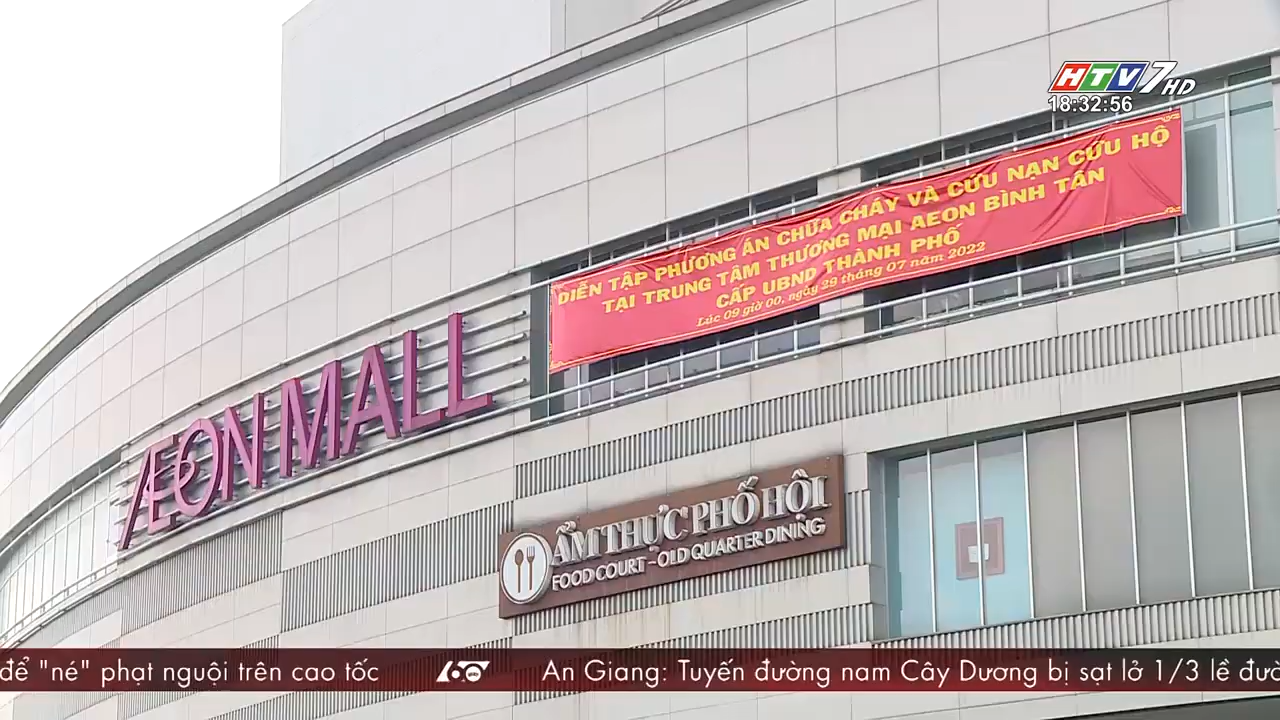 HTV7 HD
18:32:56
DIỄN TẬP PHƯƠNG ÁN CHỮA CHÁY VÀ CỨU NẠN CỨU HỘ
TẠI TRUNG TÂM THƯƠNG MẠI AEON BÌNH TÂN
CẤP UBND THÀNH PHỐ
Lúc 09 giờ 00, ngày 29 tháng 07 năm 2022
ÆON MALL
ẨM THỰC PHỐ HỘI
FOOD COURT - OLD QUARTER DINING
để "né" phạt nguội trên cao tốc
An Giang: Tuyến đường nam Cây Dương bị sạt lở 1/3 lề đườ